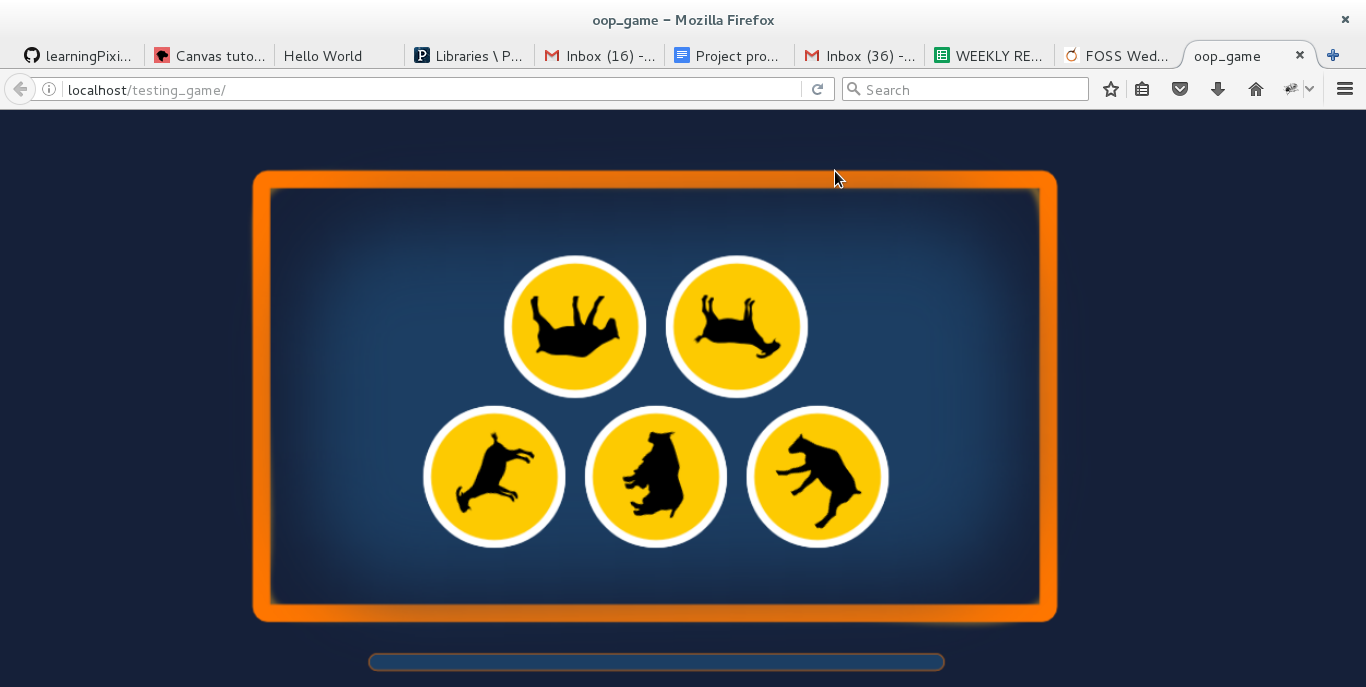 oop_game – Mozilla Firefox
learningPixi...
Canvas tuto...
Hello World
Libraries \ P...
Inbox (16) -...
Project pro...
Inbox (36) -...
WEEKLY RE...
FOSS Wed...
oop_game
localhost/testing_game/
Search